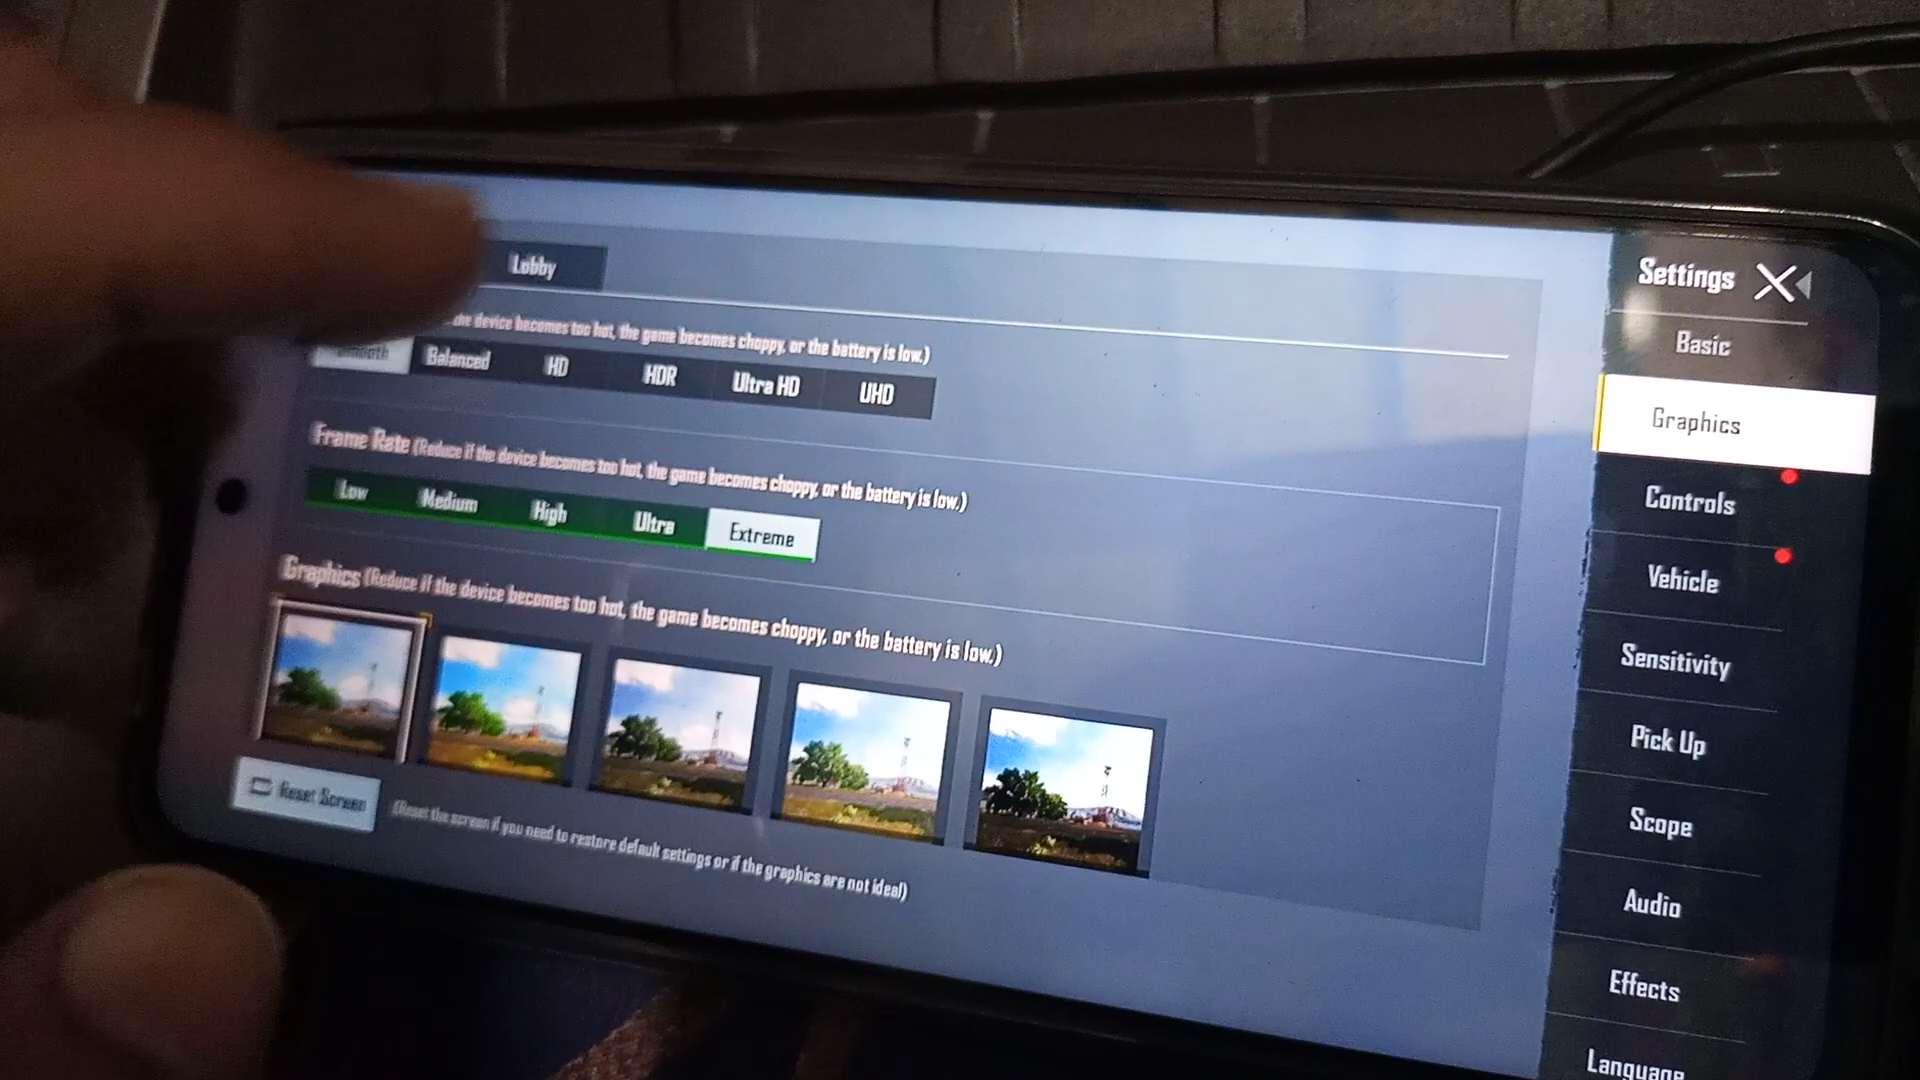 Lobby
the device becomes too hot, the game becomes choppy, or the battery is low.)
Smooth Balanced HD HDR Ultra HD UHD
Frame Rate (Reduce if the device becomes too hot, the game becomes choppy, or the battery is low.)
Low Medium High Ultra Extreme
Graphics (Reduce if the device becomes too hot, the game becomes choppy, or the battery is low.)
Reset Screen (Reset the screen if you need to restore default settings or if the graphics are not ideal)
Settings
Basic
Graphics
Controls
Vehicle
Sensitivity
Pick Up
Scope
Audio
Effects
Language